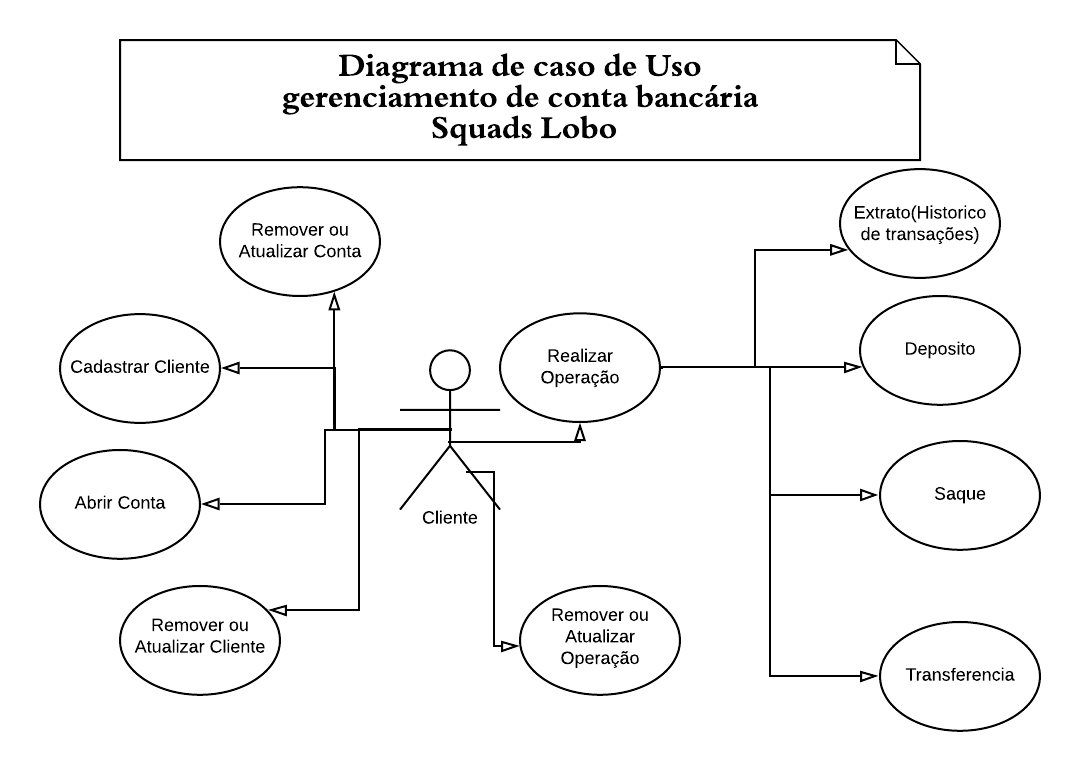 Diagrama de caso de Uso
gerenciamento de conta bancária
Squads Lobo
Remover ou
Atualizar Conta
Extrato(Historico
de transações)
Cadastrar Cliente
Realizar
Operação
Deposito
Abrir Conta
Cliente
Saque
Remover ou
Atualizar Cliente
Remover ou
Atualizar
Operação
Transferencia